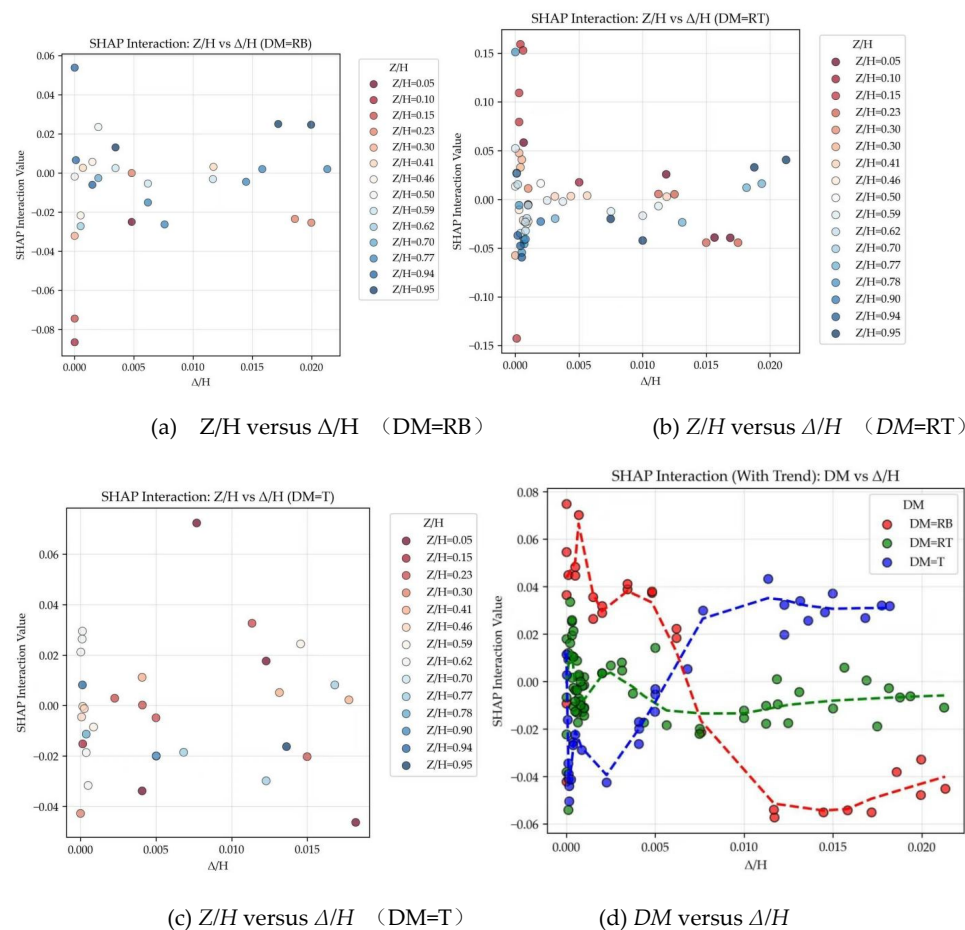 SHAP Interaction: Z/H vs Δ/H (DM=RB)
SHAP Interaction Value
0.06
0.04
0.02
0.00
−0.02
−0.04
−0.06
−0.08
0.000
0.005
0.010
0.015
0.020
Δ/H
Z/H
Z/H=0.05
Z/H=0.10
Z/H=0.15
Z/H=0.23
Z/H=0.30
Z/H=0.41
Z/H=0.46
Z/H=0.50
Z/H=0.59
Z/H=0.62
Z/H=0.70
Z/H=0.77
Z/H=0.94
Z/H=0.95
(a) Z/H versus Δ/H （DM=RB）
SHAP Interaction: Z/H vs Δ/H (DM=RT)
SHAP Interaction Value
0.15
0.10
0.05
0.00
−0.05
−0.10
−0.15
0.000
0.005
0.010
0.015
0.020
Δ/H
Z/H
Z/H=0.05
Z/H=0.10
Z/H=0.15
Z/H=0.23
Z/H=0.30
Z/H=0.30
Z/H=0.41
Z/H=0.46
Z/H=0.50
Z/H=0.59
Z/H=0.62
Z/H=0.70
Z/H=0.77
Z/H=0.78
Z/H=0.90
Z/H=0.94
Z/H=0.95
(b) Z/H versus Δ/H （DM=RT）
SHAP Interaction: Z/H vs Δ/H (DM=T)
SHAP Interaction Value
0.06
0.04
0.02
0.00
−0.02
−0.04
0.000
0.005
0.010
0.015
Δ/H
Z/H
Z/H=0.05
Z/H=0.15
Z/H=0.23
Z/H=0.30
Z/H=0.41
Z/H=0.46
Z/H=0.59
Z/H=0.62
Z/H=0.70
Z/H=0.77
Z/H=0.78
Z/H=0.90
Z/H=0.94
Z/H=0.95
(c) Z/H versus Δ/H （DM=T）
SHAP Interaction (With Trend): DM vs Δ/H
SHAP Interaction Value
0.08
0.06
0.04
0.02
0.00
−0.02
−0.04
−0.06
0.000
0.005
0.010
0.015
0.020
Δ/H
DM
DM=RB
DM=RT
DM=T
(d) DM versus Δ/H